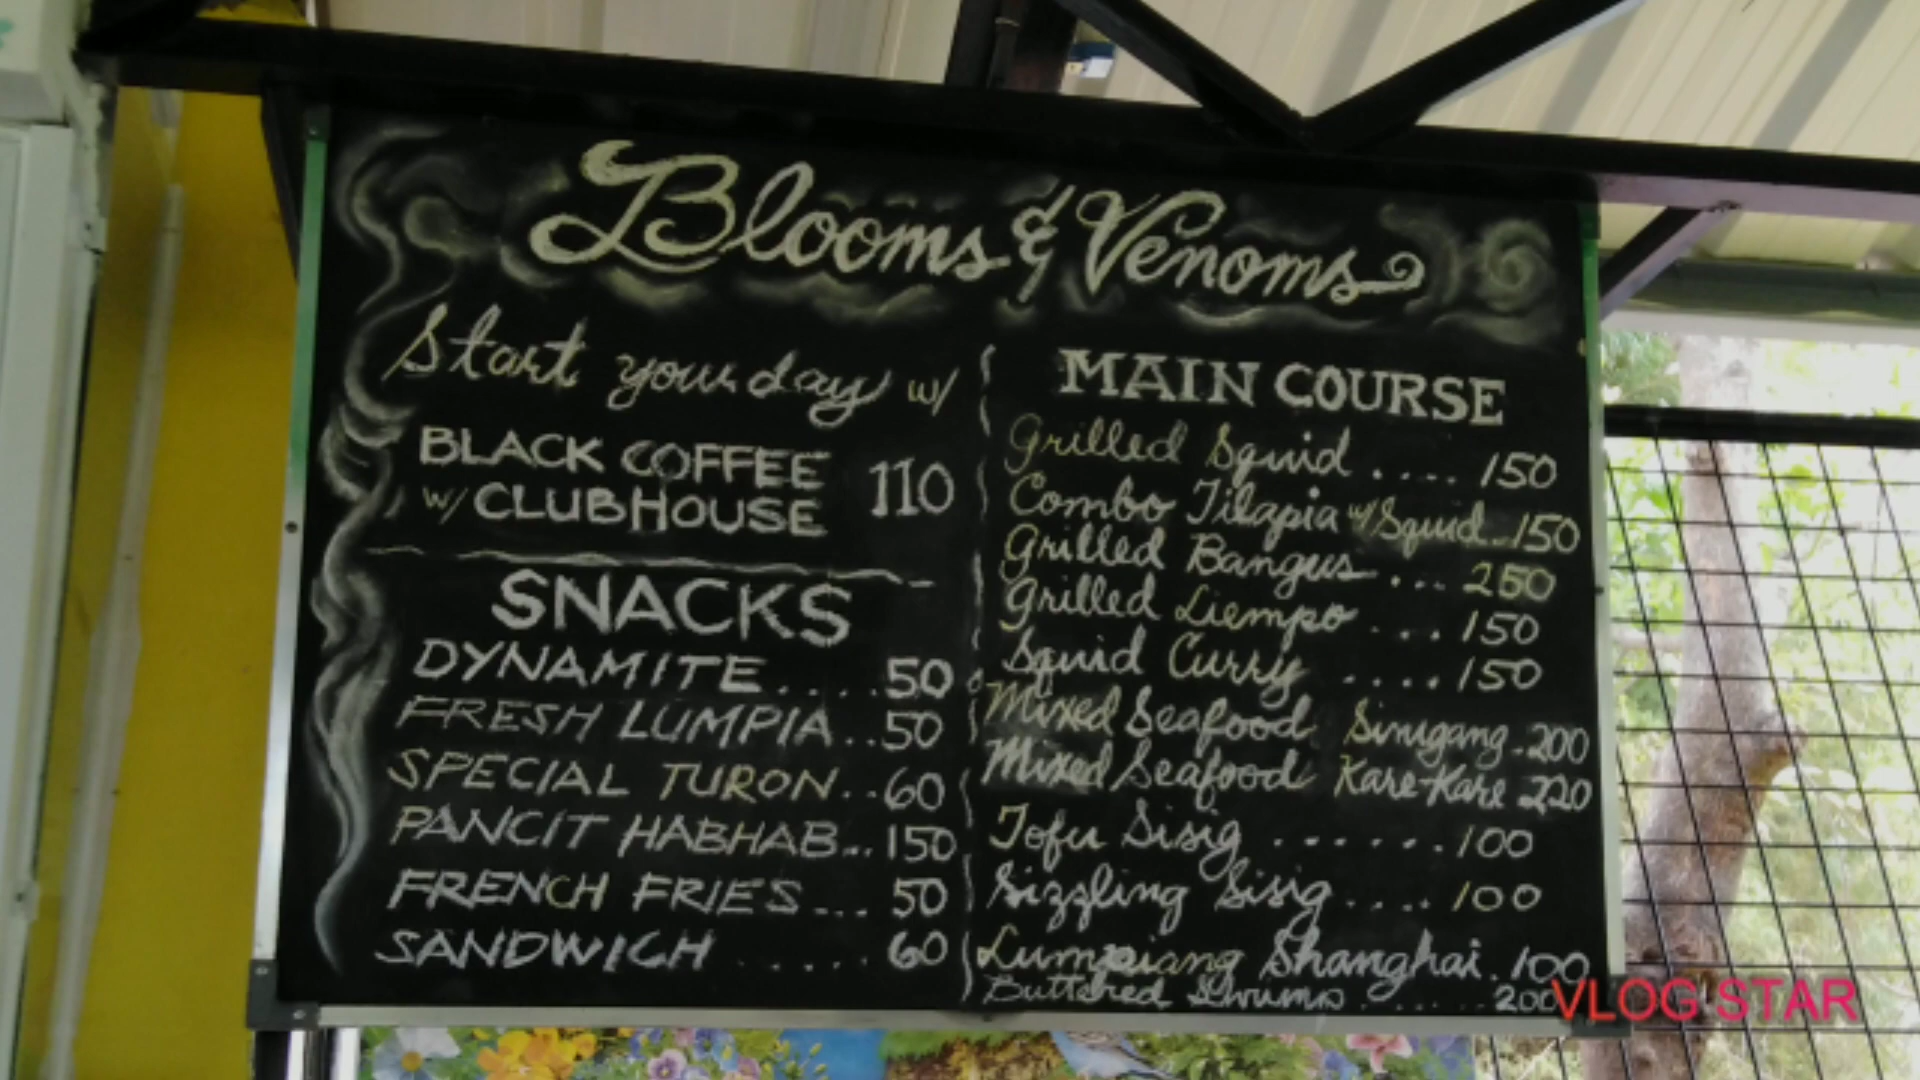 Blooms & Venoms
Start your day w/
BLACK COFFEE
w/ CLUBHOUSE 110
SNACKS
DYNAMITE.....50
FRESH LUMPIA..50
SPECIAL TURON..60
PANCIT HABHAB...150
FRENCH FRIES... 50
SANDWICH ..... 60
MAIN COURSE
Grilled Squid ..... 150
Combo Tilapia w/ Squid..150
Grilled Bangus .... 250
Grilled Liempo .... 150
Squid Curry .... 150
Mixed Seafood Sinigang..200
Mixed Seafood Kare-Kare 220
Tofu Sisig .......100
Sizzling Sisig .... 100
Lumpiang Shanghai. 100
Buttered Shrimp ...... 200
VLOG STAR